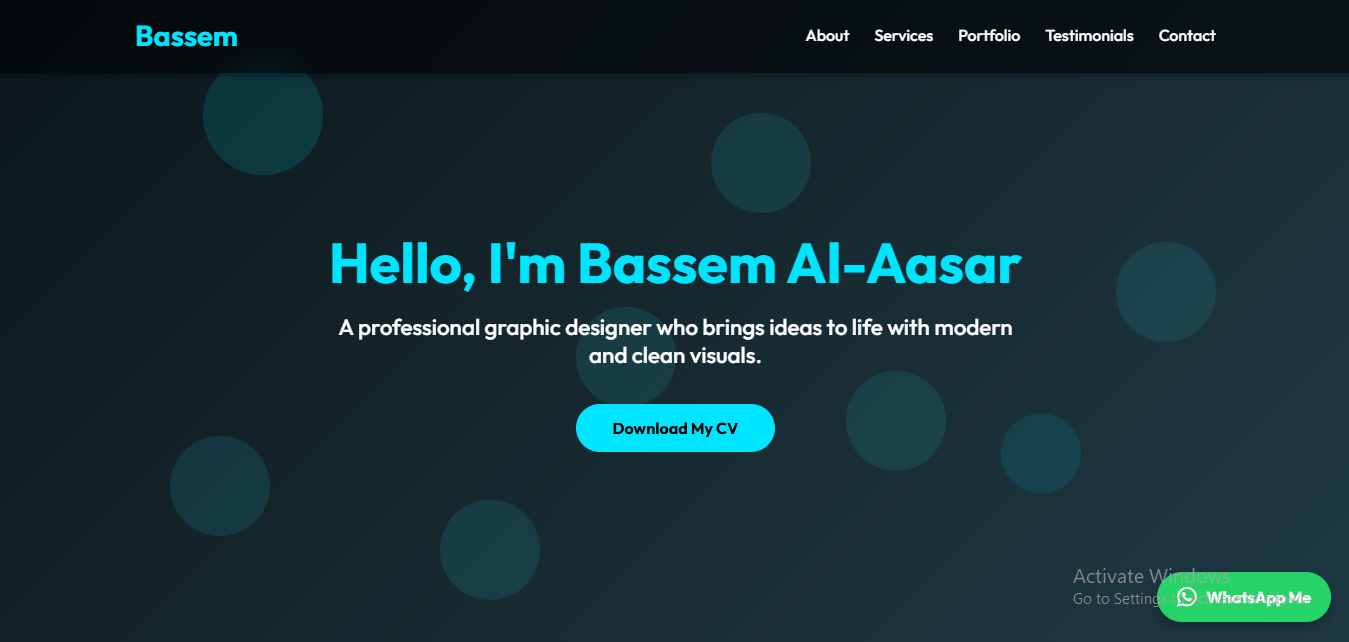 Bassem
About Services Portfolio Testimonials Contact
Hello, I'm Bassem Al-Aasar
A professional graphic designer who brings ideas to life with modern
and clean visuals.
Download My CV
Activate Windows
Go to Settings
WhatsApp Me